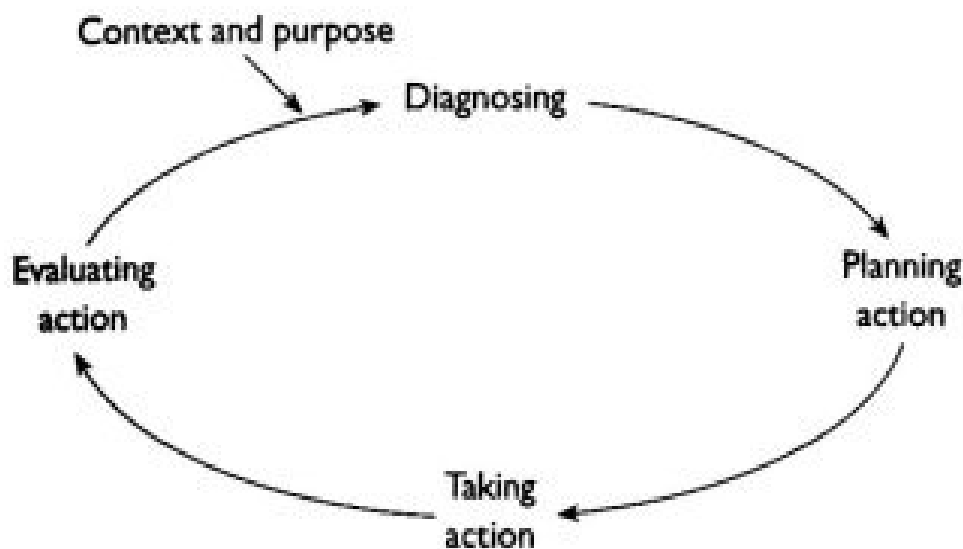 Context and purpose
Diagnosing
Planning
action
Taking
action
Evaluating
action